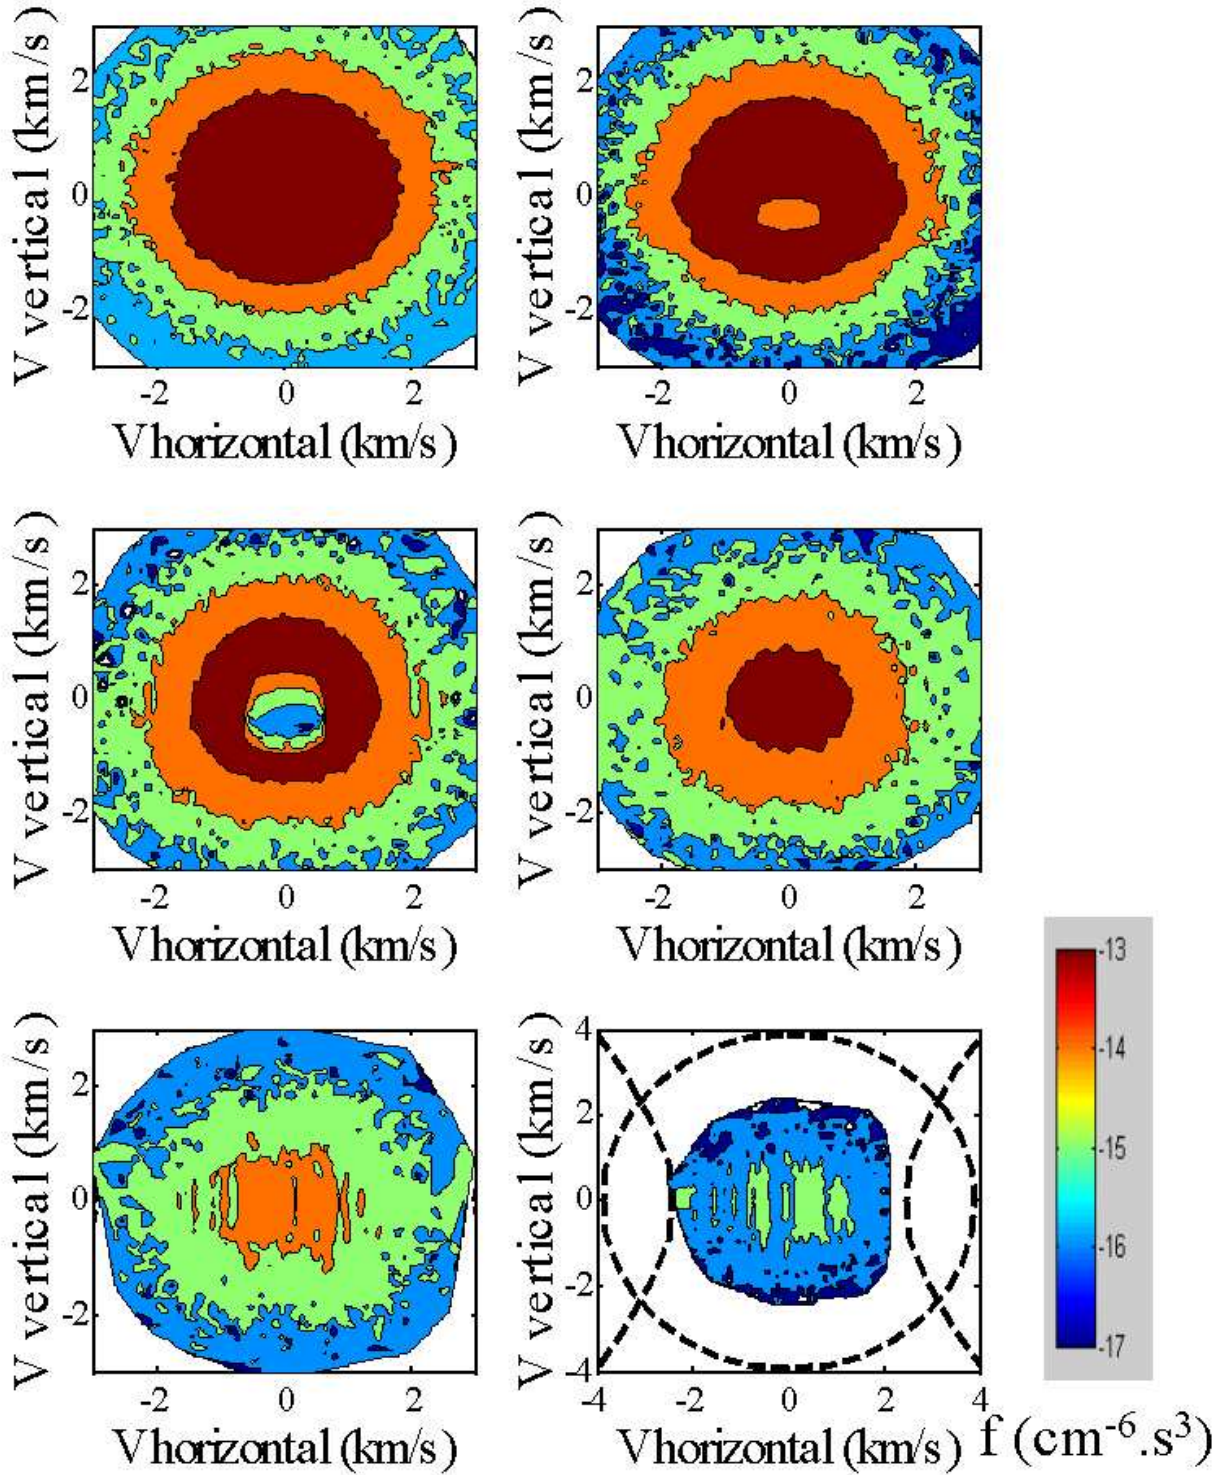 V vertical (km/s)
2
0
-2
-2 0 2
Vhorizontal (km/s)
V vertical (km/s)
2
0
-2
-2 0 2
Vhorizontal (km/s)
V vertical (km/s)
2
0
-2
-2 0 2
Vhorizontal (km/s)
V vertical (km/s)
2
0
-2
-2 0 2
Vhorizontal (km/s)
V vertical (km/s)
2
0
-2
-2 0 2
Vhorizontal (km/s)
V vertical (km/s)
4
2
0
-2
-4
-4 -2 0 2 4
Vhorizontal (km/s)
-13
-14
-15
-16
-17
f (cm⁻⁶.s³)